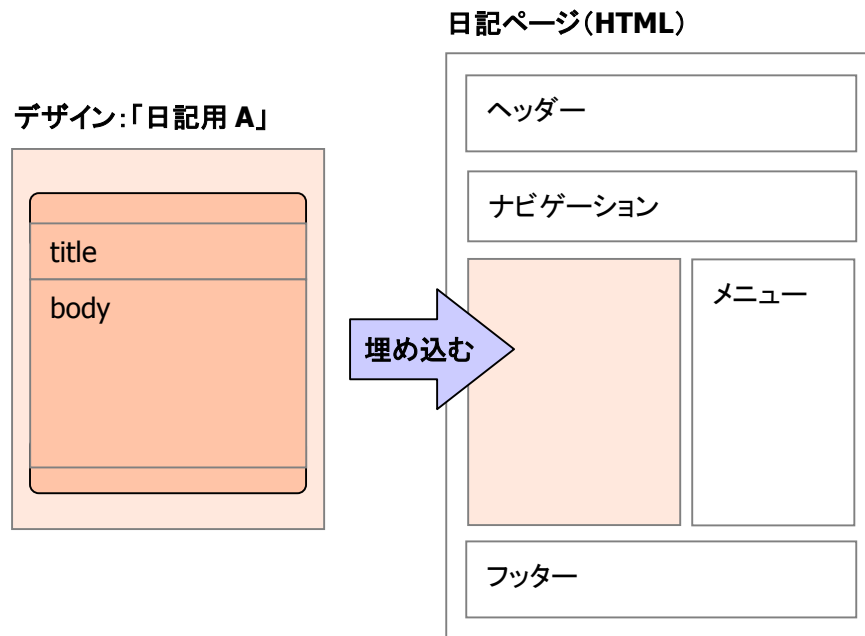 日記ページ（HTML）
デザイン：「日記用 A」
ヘッダー
ナビゲーション
title
body
埋め込む
メニュー
フッター